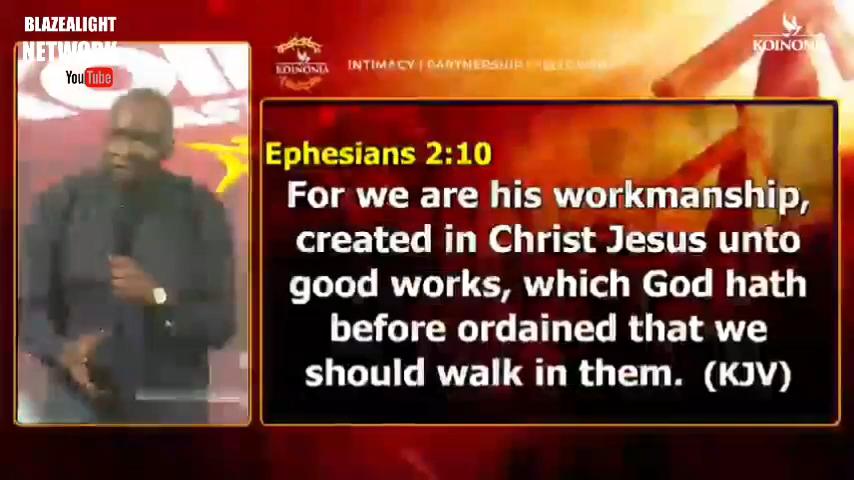 BLAZEALIGHT
NETWORK
YouTube
KOINONIA
INTIMACY | PARTNERSHIP |
KOINONIA
Ephesians 2:10
For we are his workmanship,
created in Christ Jesus unto
good works, which God hath
before ordained that we
should walk in them. (KJV)